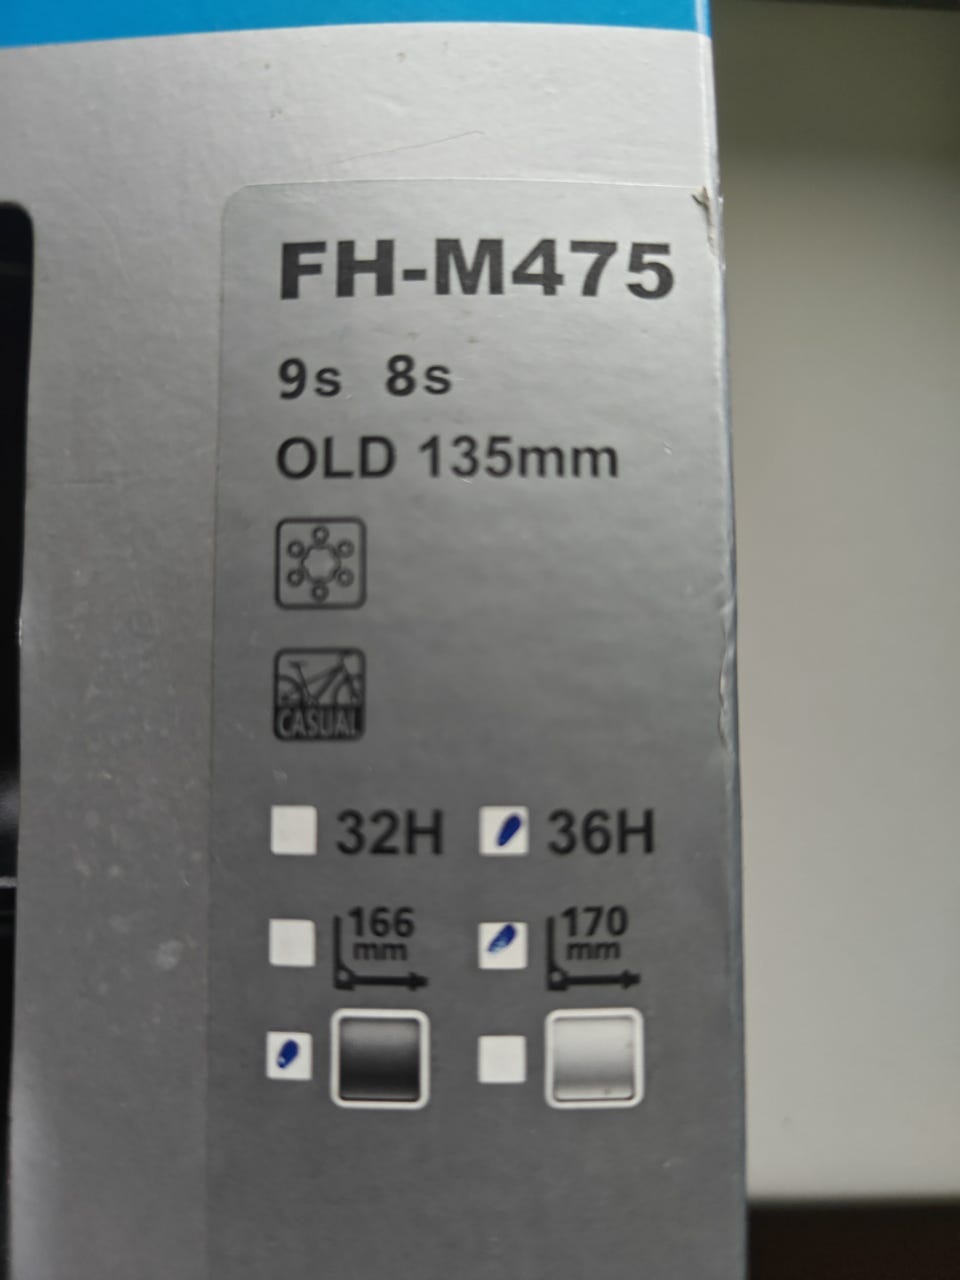 FH-M475
9s 8s
OLD 135mm
CASUAL
32H 36H
166 mm 170 mm